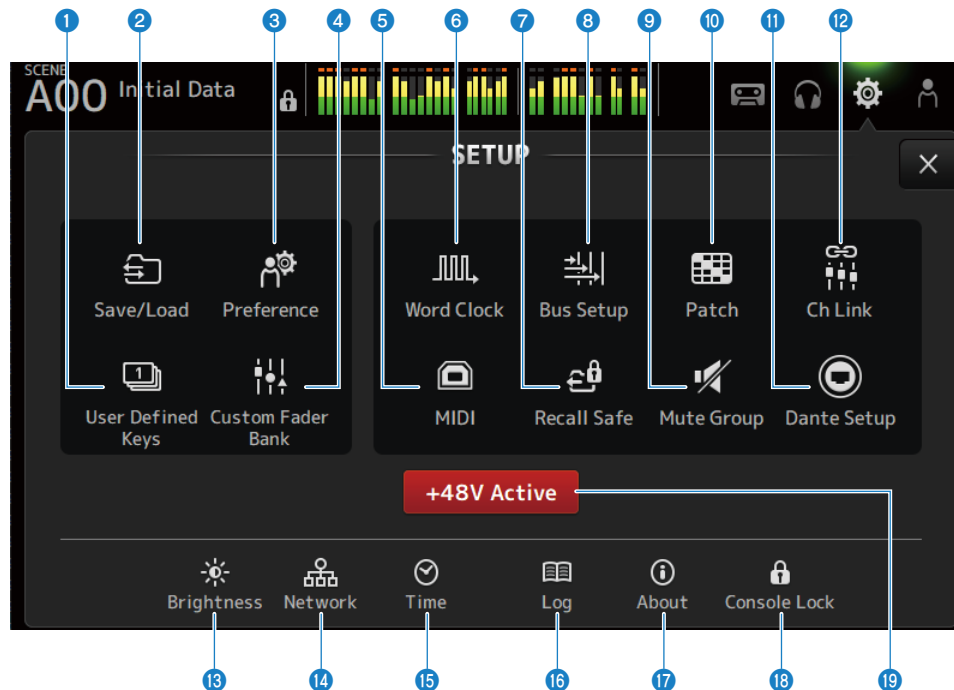 1 2 3 4 5 6 7 8 9 10 11 12
SCENE
A00 Initial Data
SETUP
Save/Load Preference Word Clock Bus Setup Patch Ch Link
1
User Defined Keys Custom Fader Bank MIDI Recall Safe Mute Group Dante Setup
+48V Active
Brightness Network Time Log About Console Lock
13 14 15 16 17 18 19